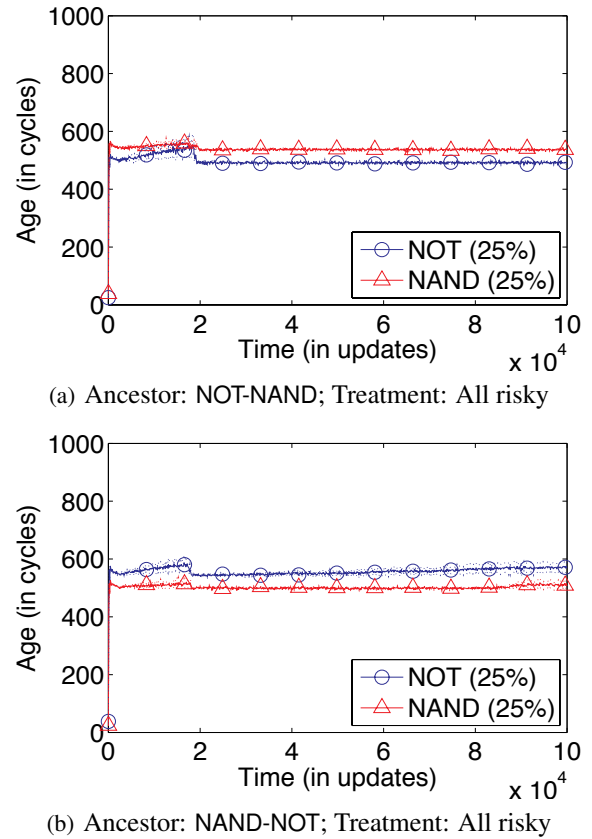 1000
800
600
400
200
0
Age (in cycles)
NOT (25%)
NAND (25%)
0 2 4 6 8 10
Time (in updates)
x 10^4
(a) Ancestor: NOT-NAND; Treatment: All risky
1000
800
600
400
200
0
Age (in cycles)
NOT (25%)
NAND (25%)
0 2 4 6 8 10
Time (in updates)
x 10^4
(b) Ancestor: NAND-NOT; Treatment: All risky